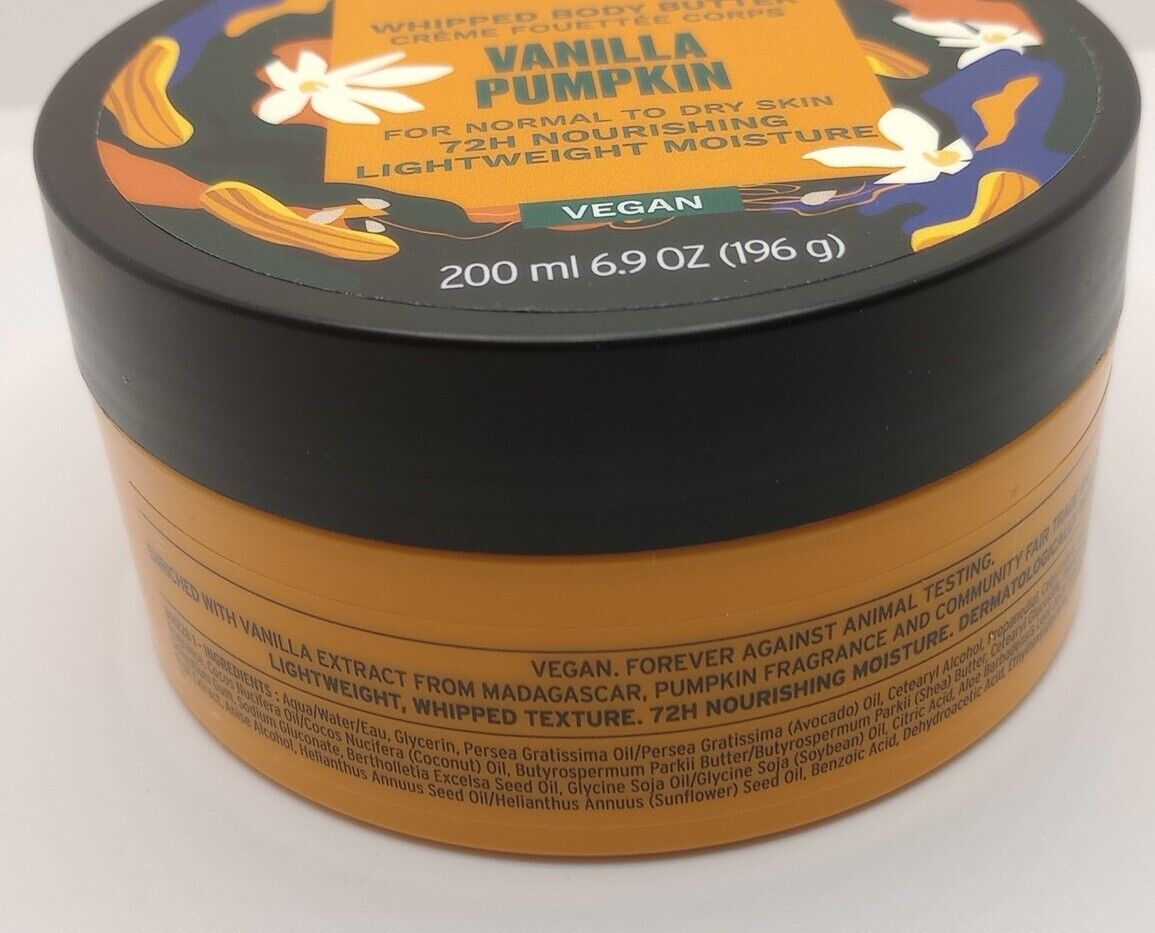 WHIPPED BODY BUTTER
CRÈME FOUETTÉE CORPS
VANILLA
PUMPKIN
FOR NORMAL TO DRY SKIN
72H NOURISHING
LIGHTWEIGHT MOISTURE
VEGAN
200 ml 6.9 OZ (196 g)
VEGAN. FOREVER AGAINST ANIMAL TESTING.
ENRICHED WITH VANILLA EXTRACT FROM MADAGASCAR, PUMPKIN FRAGRANCE AND COMMUNITY FAIR TRADE
LIGHTWEIGHT, WHIPPED TEXTURE. 72H NOURISHING MOISTURE. DERMATOLOGICALLY
INGREDIENTS : Aqua/Water/Eau, Glycerin, Persea Gratissima Oil/Persea Gratissima (Avocado) Oil, Cetearyl Alcohol, Propanediol,
Cocos Nucifera Oil/Cocos Nucifera (Coconut) Oil, Butyrospermum Parkii Butter/Butyrospermum Parkii (Shea) Butter, Cetearyl
Sodium Gluconate, Bertholletia Excelsa Seed Oil, Glycine Soja Oil/Glycine Soja (Soybean) Oil, Citric Acid, Aloe Barbadensis
Alcohol, Helianthus Annuus Seed Oil/Helianthus Annuus (Sunflower) Seed Oil, Benzoic Acid, Dehydroacetic Acid,